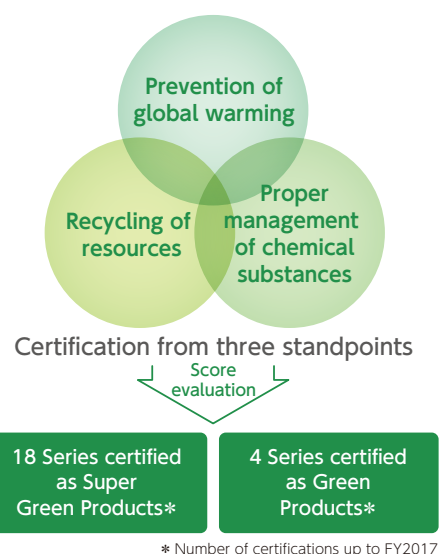 Prevention of
global warming
Recycling of
resources
Proper
management
of chemical
substances
Certification from three standpoints
Score
evaluation
18 Series certified
as Super
Green Products*
4 Series certified
as Green
Products*
* Number of certifications up to FY2017